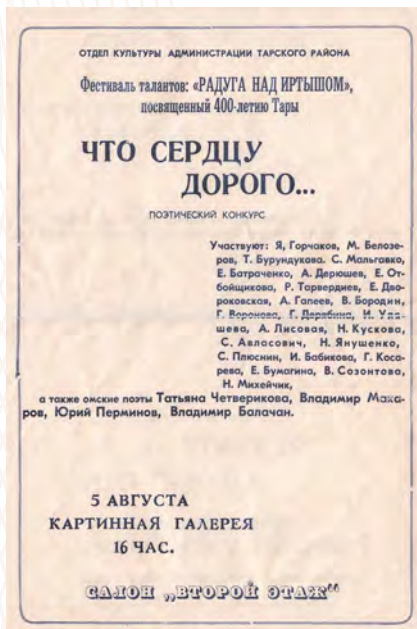 ОТДЕЛ КУЛЬТУРЫ АДМИНИСТРАЦИИ ТАРСКОГО РАЙОНА
Фестиваль талантов: «РАДУГА НАД ИРТЫШОМ»,
посвященный 400-летию Тары
ЧТО СЕРДЦУ
ДОРОГО...
ПОЭТИЧЕСКИЙ КОНКУРС
Участвуют: Я, Горчаков, М. Белозе-
ров, Т. Бурундукова. С. Мальгавко,
Е. Батраченко, А. Дерюшев, Е. От-
бойщикова, Р. Тарвердиев, Е. Дво-
роковская, А. Гапеев, В. Бородин,
Г. Воронова, Г. Дерябина, И.
шева, А. Лисовая, Н. Кускова,
С. Авласович, Н. Янушенко,
С. Плюснин, И. Бабикова, Г. Коса-
рева, Е. Бумагина, В. Созонтова,
Н. Михейчик,
а также омские поэты Татьяна Четверикова, Владимир Мака-
ров, Юрий Перминов, Владимир Балачан.
5 АВГУСТА
КАРТИННАЯ ГАЛЕРЕЯ
16 ЧАС.
САЛОН „ВТОРОЙ ЭТАЖ“